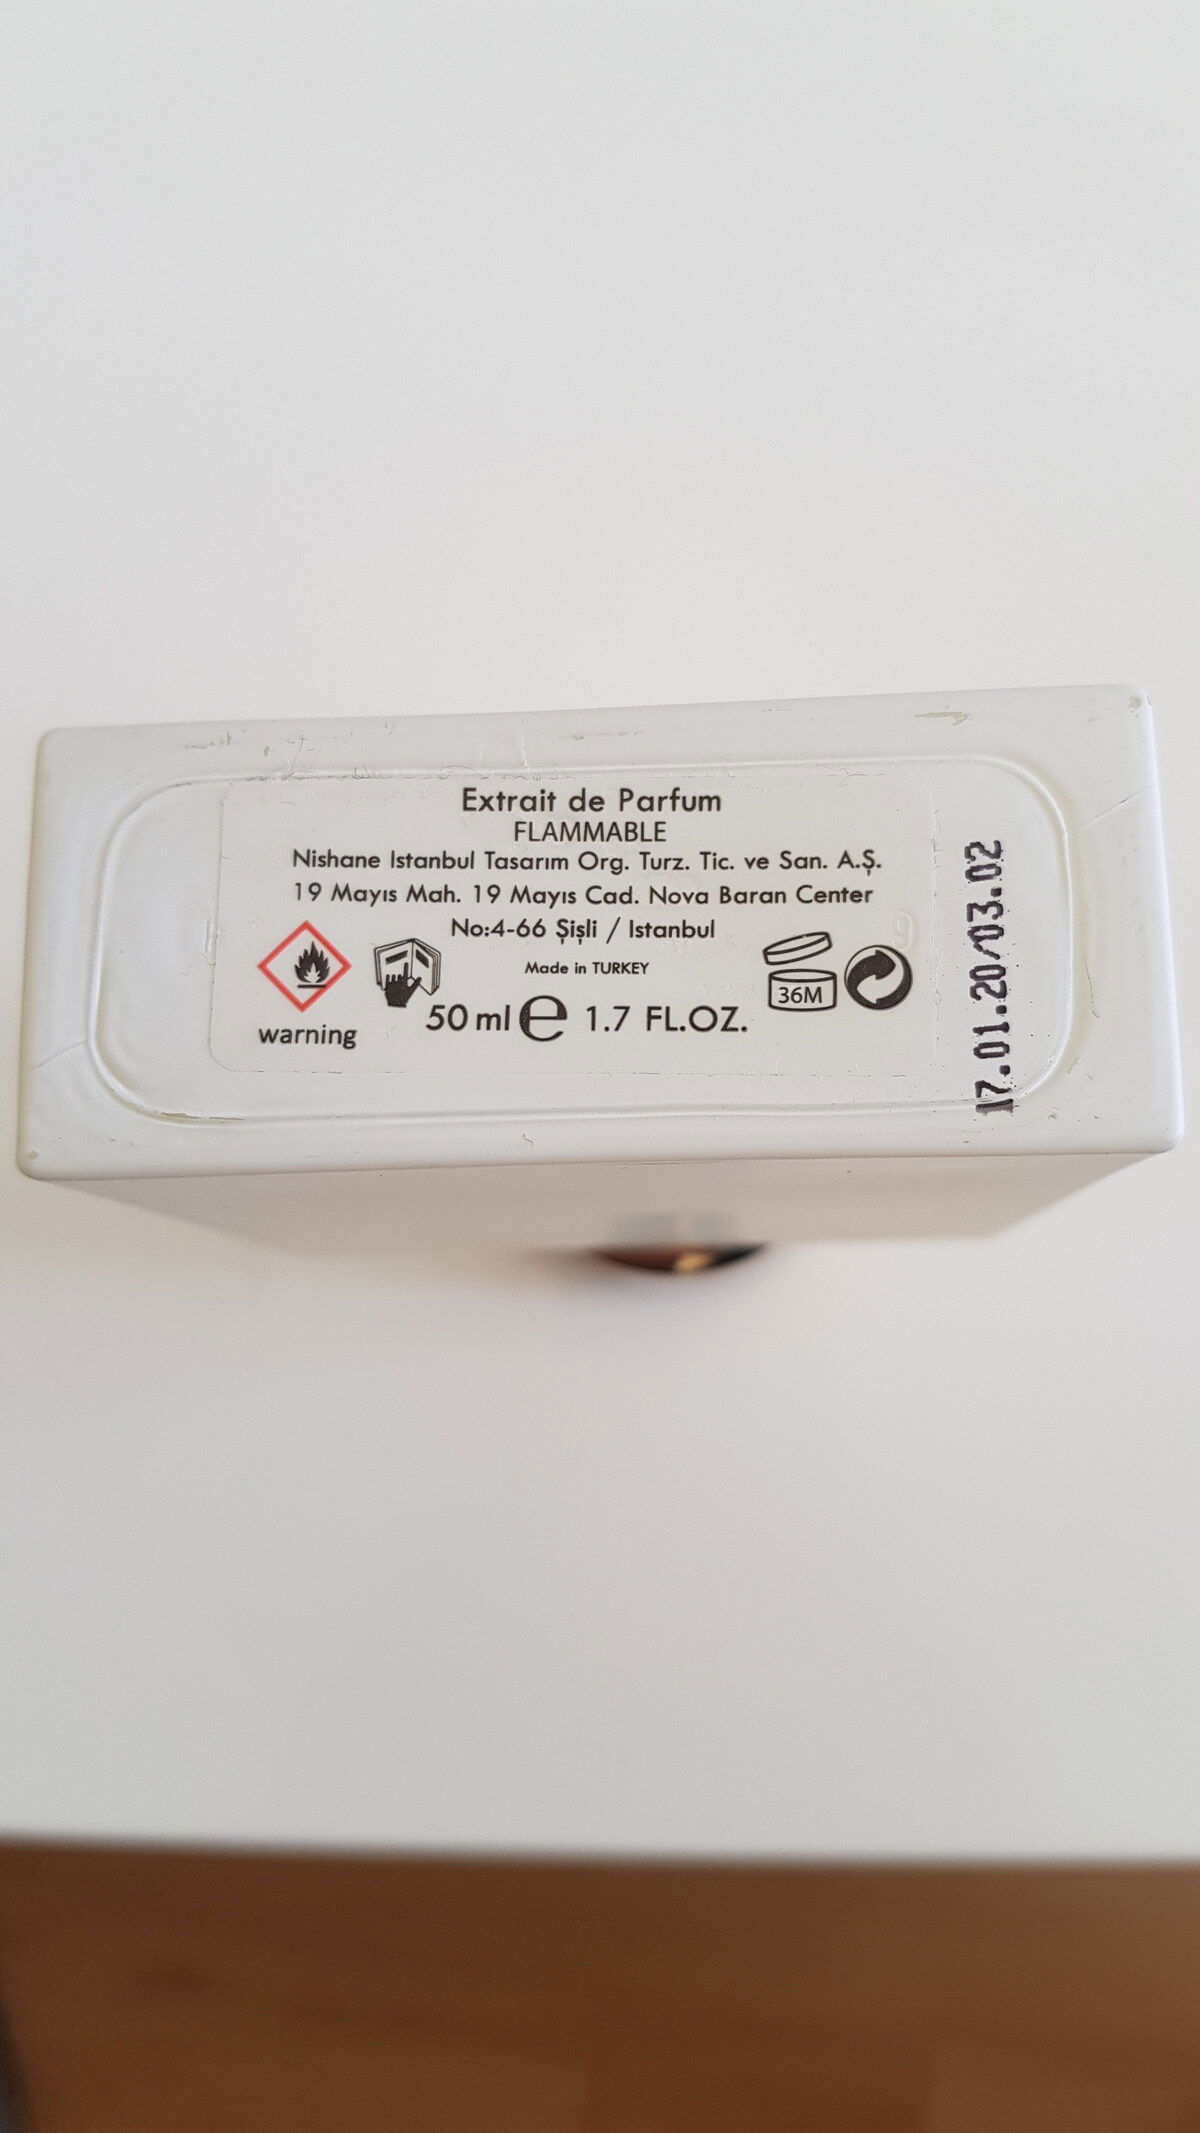 Extrait de Parfum
FLAMMABLE
Nishane Istanbul Tasarım Org. Turz. Tic. ve San. A.Ş.
19 Mayıs Mah. 19 Mayıs Cad. Nova Baran Center
No:4-66 Şişli / Istanbul
Made in TURKEY
warning
50 ml e 1.7 FL.OZ.
36M
17.01.20/03.02